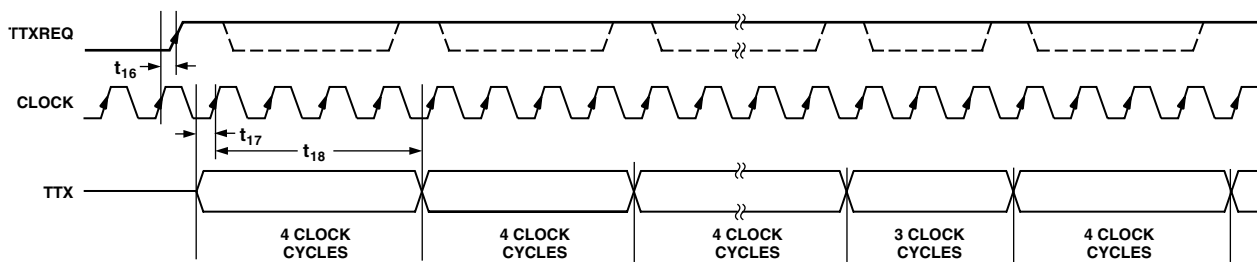 TTXREQ
t16
CLOCK
t17
t18
TTX
4 CLOCK CYCLES
4 CLOCK CYCLES
4 CLOCK CYCLES
3 CLOCK CYCLES
4 CLOCK CYCLES